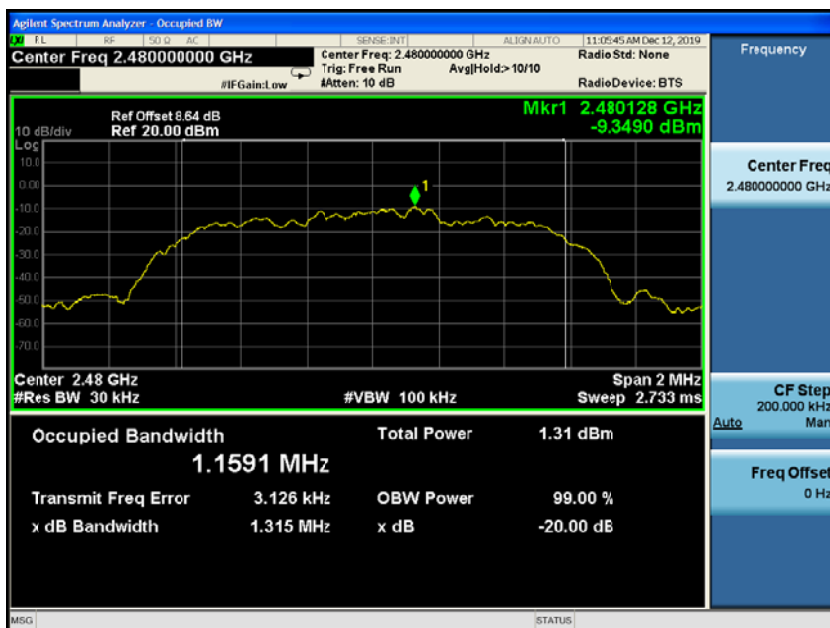 Agilent Spectrum Analyzer - Occupied BW
RL RF 50 Ω AC SENSE:INT ALIGN AUTO 11:05:45 AM Dec 12, 2019
Center Freq 2.480000000 GHz
Center Freq: 2.480000000 GHz
Radio Std: None
Trig: Free Run Avg|Hold:> 10/10
#IFGain:Low
#Atten: 10 dB
Radio Device: BTS
Mkr1 2.480128 GHz
-9.3490 dBm
Ref Offset 8.64 dB
10 dB/div Ref 20.00 dBm
Log
10.0
0.00
-10.0
-20.0
-30.0
-40.0
-50.0
-60.0
-70.0
1
Center 2.48 GHz Span 2 MHz
#Res BW 30 kHz #VBW 100 kHz Sweep 2.733 ms
Occupied Bandwidth Total Power 1.31 dBm
1.1591 MHz
Transmit Freq Error 3.126 kHz OBW Power 99.00 %
x dB Bandwidth 1.315 MHz x dB -20.00 dB
MSG STATUS
Frequency
Center Freq
2.480000000 GHz
CF Step
200.000 kHz
Auto Man
Freq Offset
0 Hz